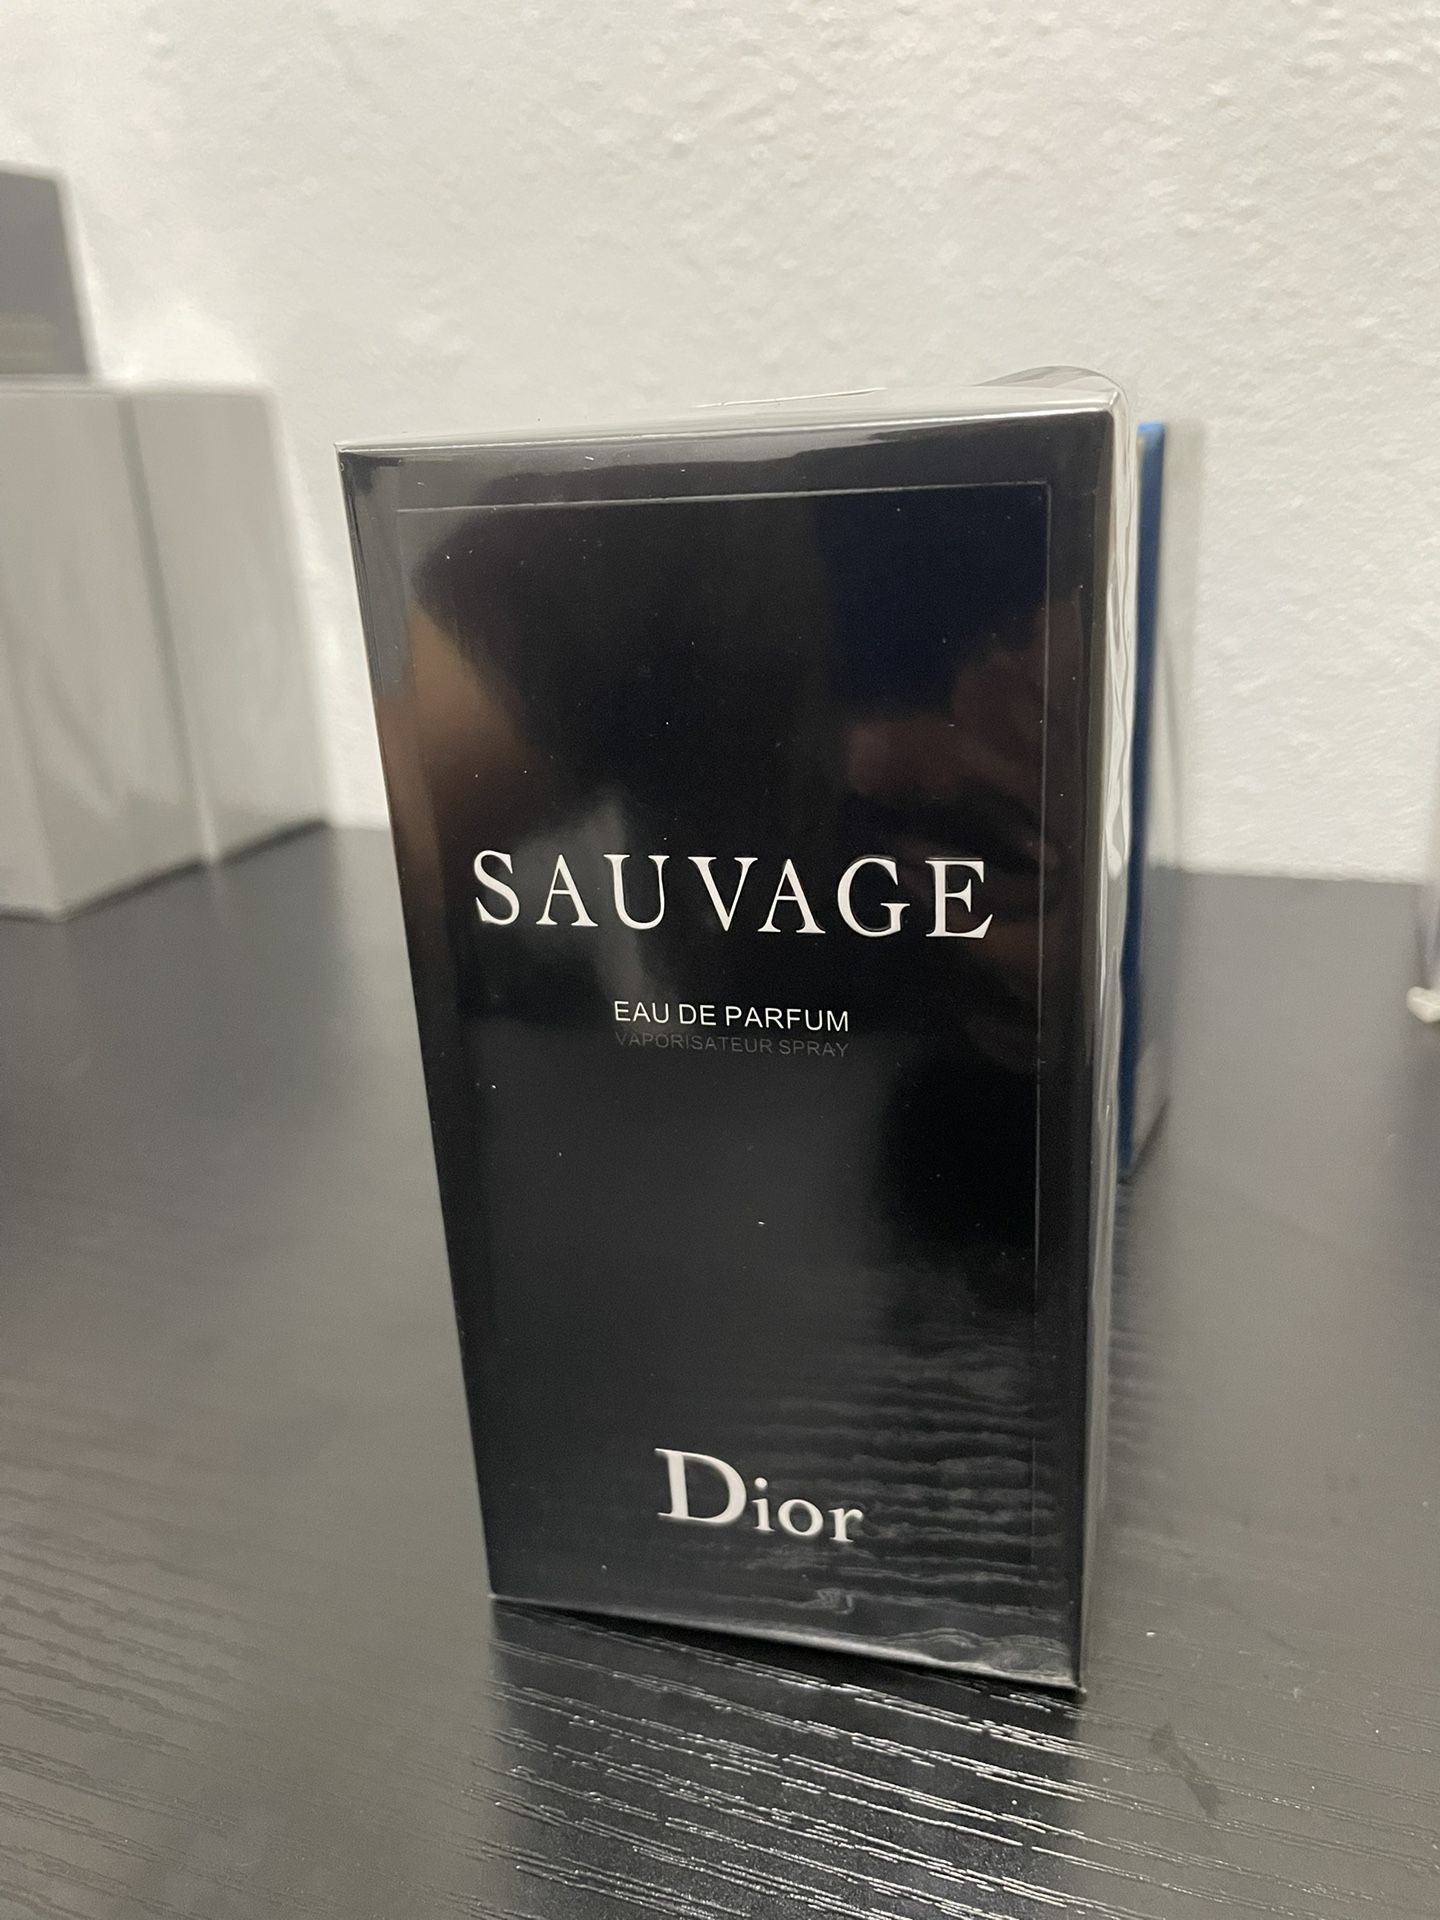 SAUVAGE
EAU DE PARFUM
VAPORISATEUR SPRAY
Dior